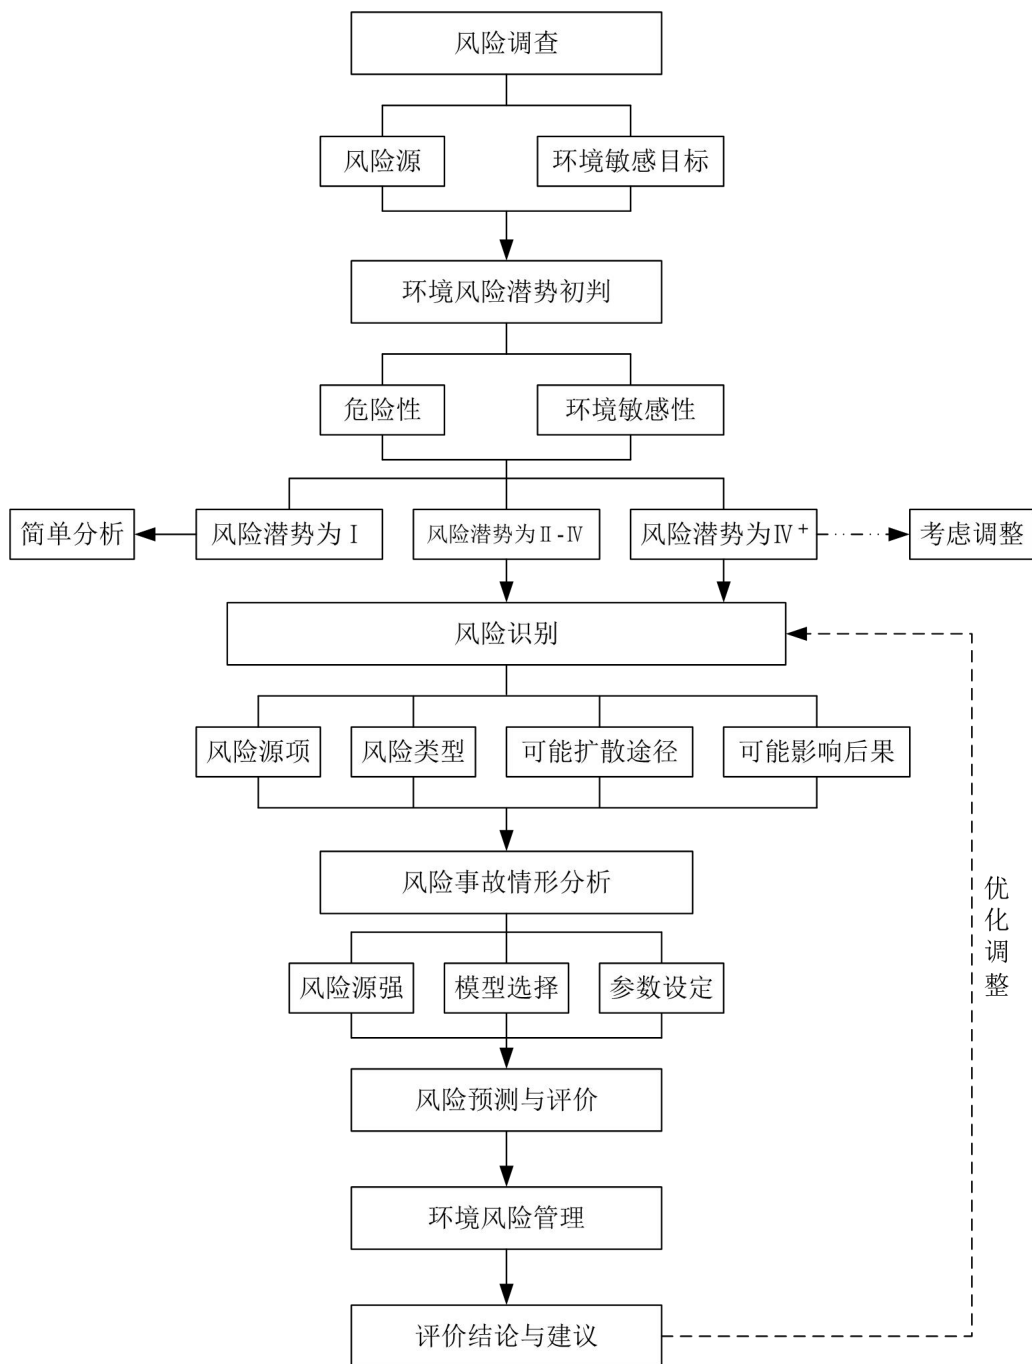 风险调查
风险源
环境敏感目标
环境风险潜势初判
危险性
环境敏感性
简单分析
风险潜势为Ⅰ
风险潜势为Ⅱ-Ⅳ
风险潜势为Ⅳ⁺
考虑调整
风险识别
风险源项
风险类型
可能扩散途径
可能影响后果
风险事故情形分析
风险源强
模型选择
参数设定
风险预测与评价
环境风险管理
评价结论与建议
优化调整